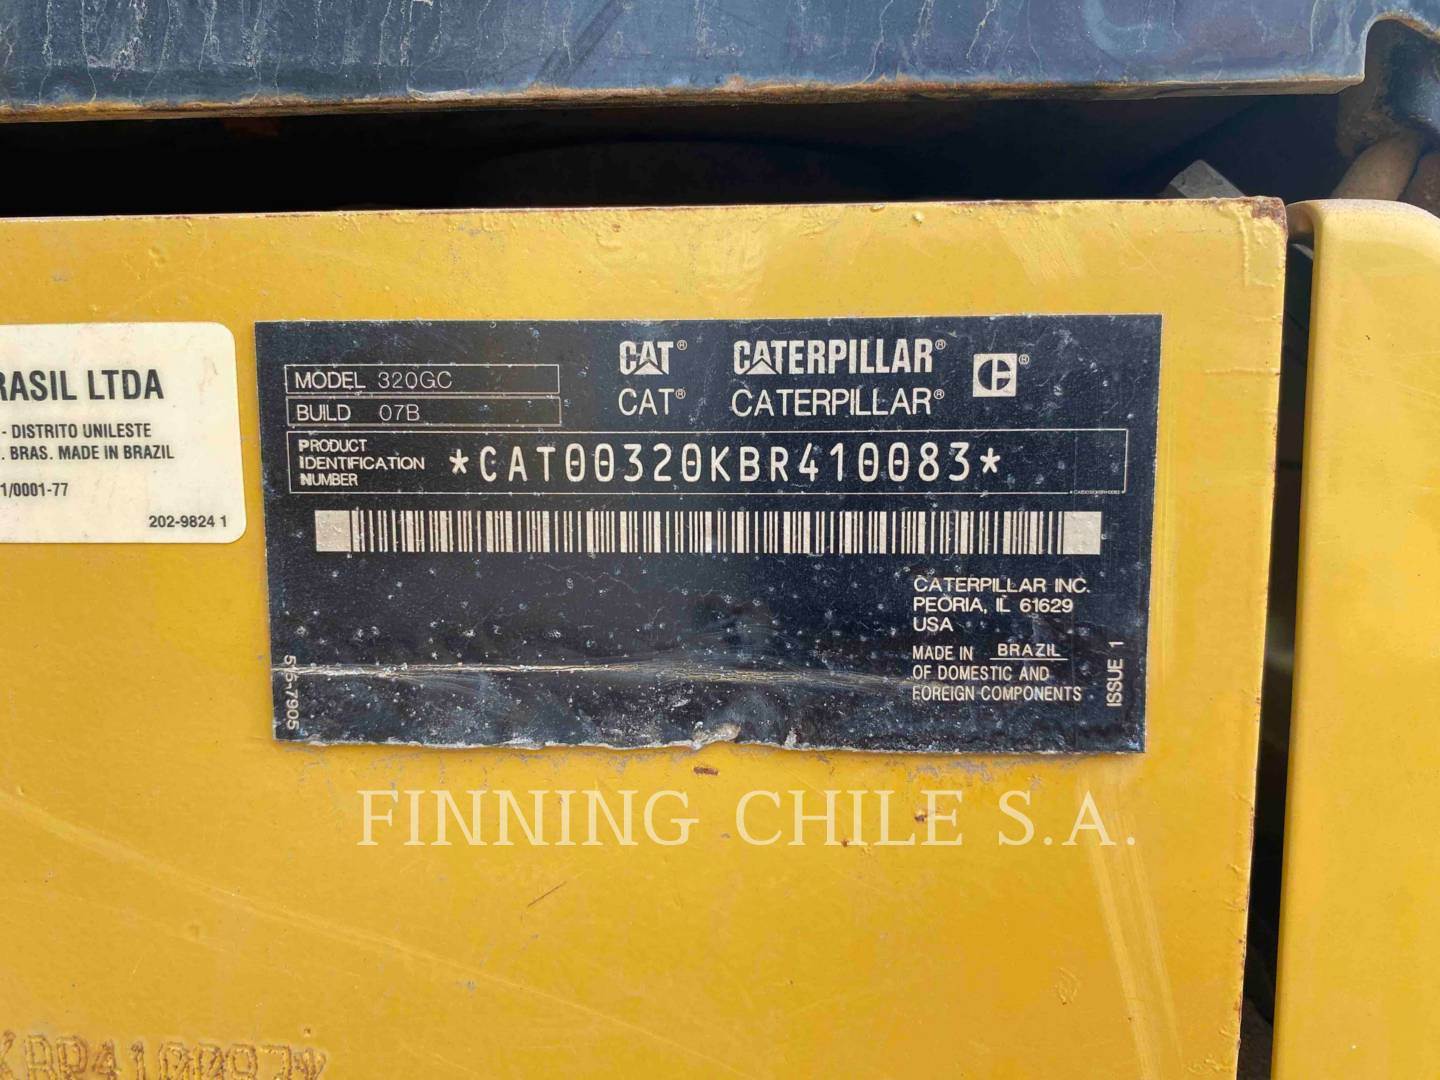 RASIL LTDA
- DISTRITO UNILESTE
. BRAS. MADE IN BRAZIL
1/0001-77
202-9824 1
MODEL 320GC
BUILD 07B
CAT® CATERPILLAR®
CAT® CATERPILLAR®
PRODUCT
IDENTIFICATION
NUMBER
*CAT00320KBR410083*
CATERPILLAR INC.
PEORIA, IL 61629
USA
MADE IN BRAZIL
OF DOMESTIC AND
FOREIGN COMPONENTS
ISSUE 1
FINNING CHILE S.A.
KBR410083*